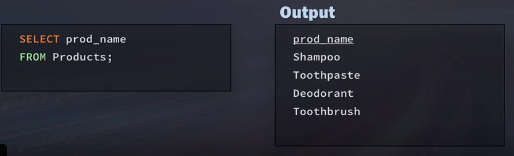 SELECT prod_name
FROM Products;
Output
prod_name
Shampoo
Toothpaste
Deodorant
Toothbrush